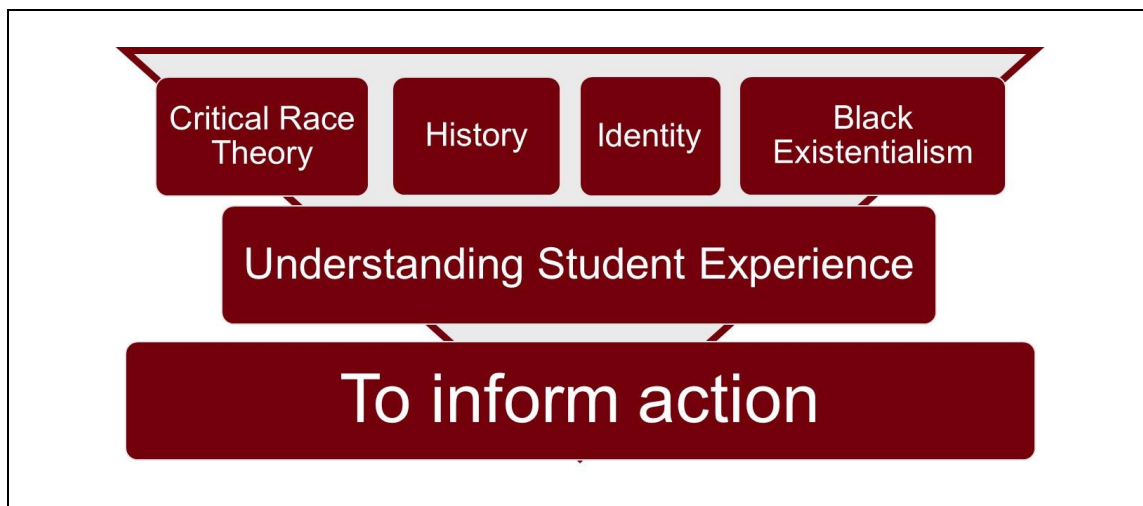 Critical Race
Theory
History
Identity
Black
Existentialism
Understanding Student Experience
To inform action